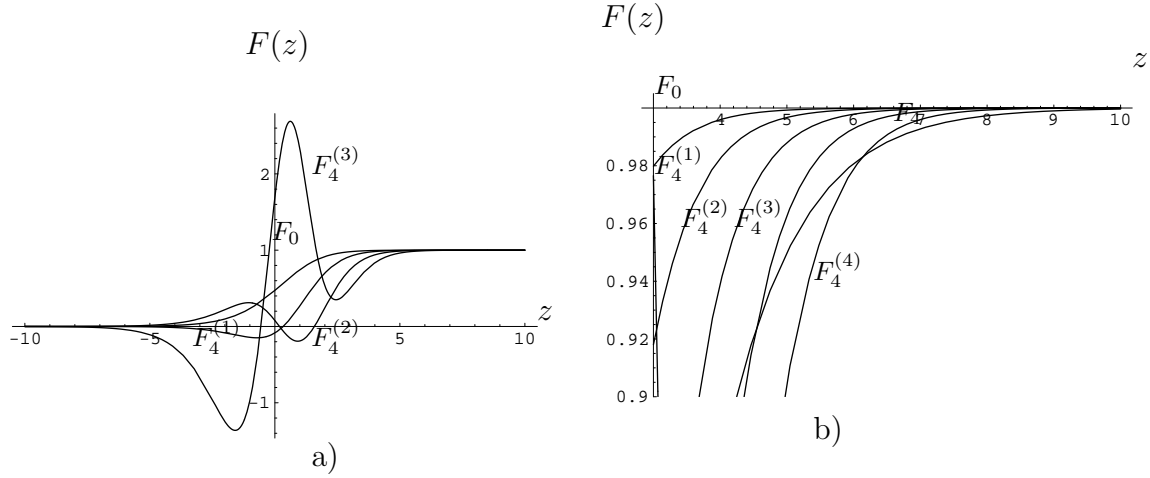 F(z)
F_4^{(3)}
2
F_0
1
z
-10
-5
F_4^{(1)}
F_4^{(2)}
5
10
-1
a)
F(z)
z
F_0
F
4
5
6
7
8
9
10
0.98
F_4^{(1)}
0.96
F_4^{(2)}
F_4^{(3)}
0.94
F_4^{(4)}
0.92
0.9
b)